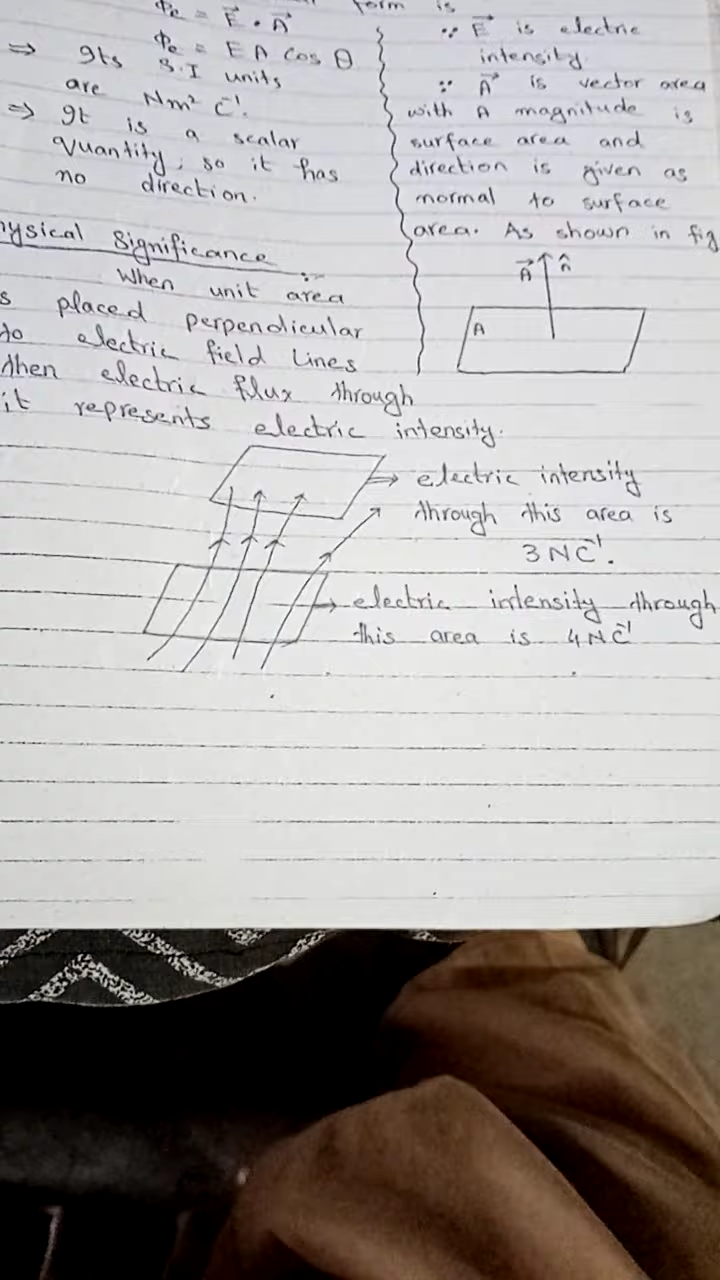 form is
Φe = E⃗ . A⃗
Φe = E A cos θ
⇒ Its S.I units
are Nm² C⁻¹.
⇒ It is a scalar
quantity, so it has
no direction.
∵ E⃗ is electric
intensity.
∵ A⃗ is vector area
with A magnitude is
surface area and
direction is given as
normal to surface
area. As shown in fig
A⃗ n̂
A
hysical Significance :-
When unit area
s placed perpendicular
to electric field lines
then electric flux through
it represents electric intensity.
→ electric intensity
through this area is
3 NC⁻¹.
→ electric intensity through
this area is 4 NC⁻¹